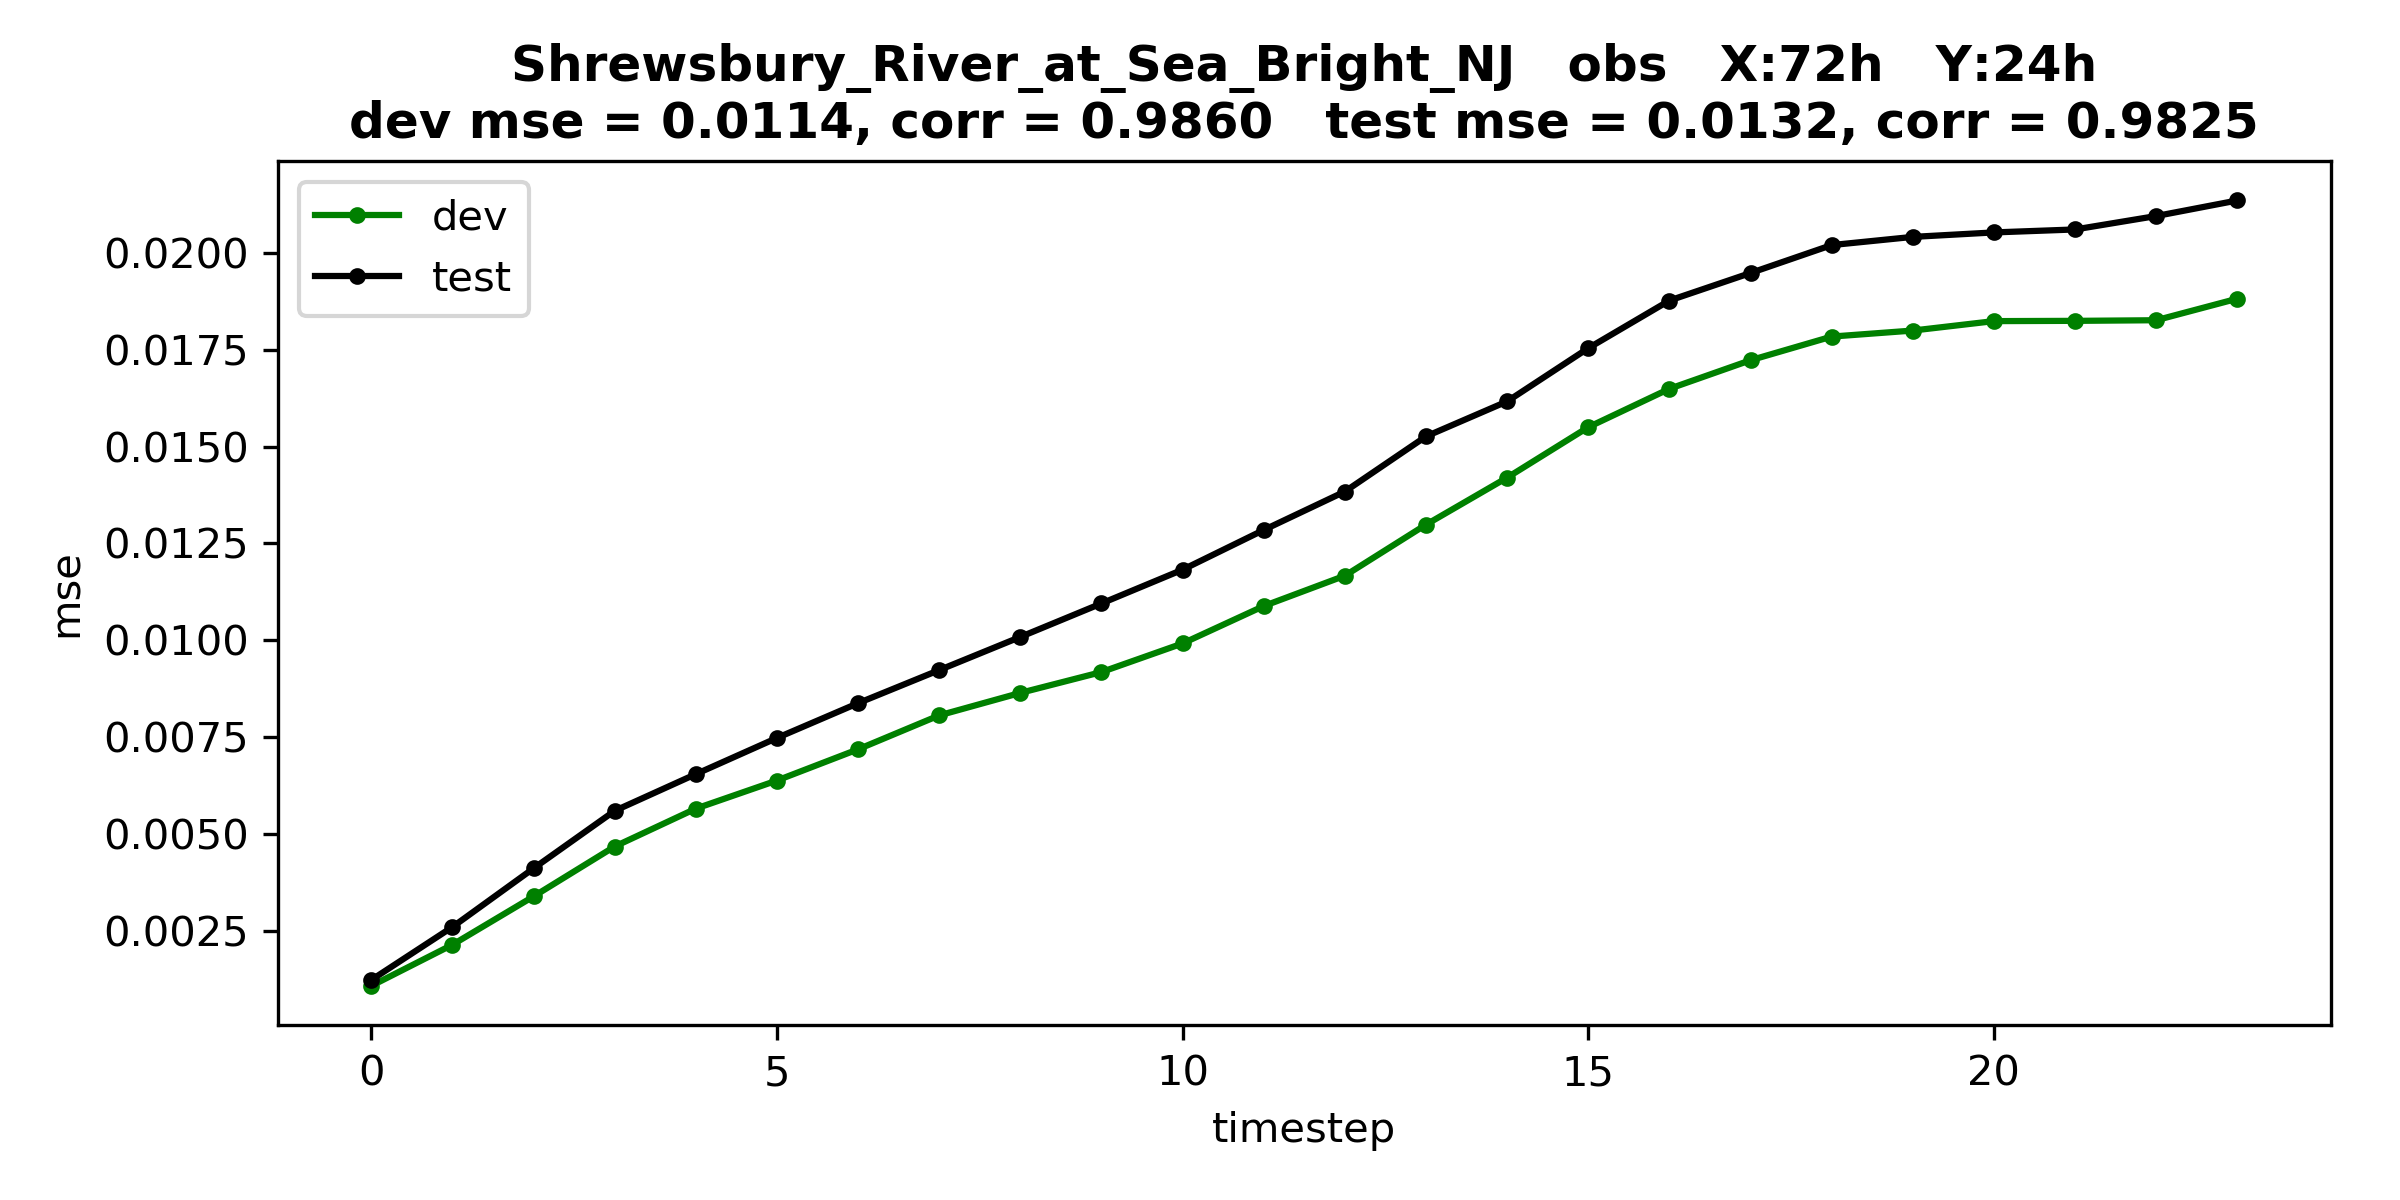 Shrewsbury_River_at_Sea_Bright_NJ   obs   X:72h   Y:24h
dev mse = 0.0114, corr = 0.9860   test mse = 0.0132, corr = 0.9825
dev
test
0.0200
0.0175
0.0150
0.0125
0.0100
0.0075
0.0050
0.0025
mse
0 5 10 15 20
timestep